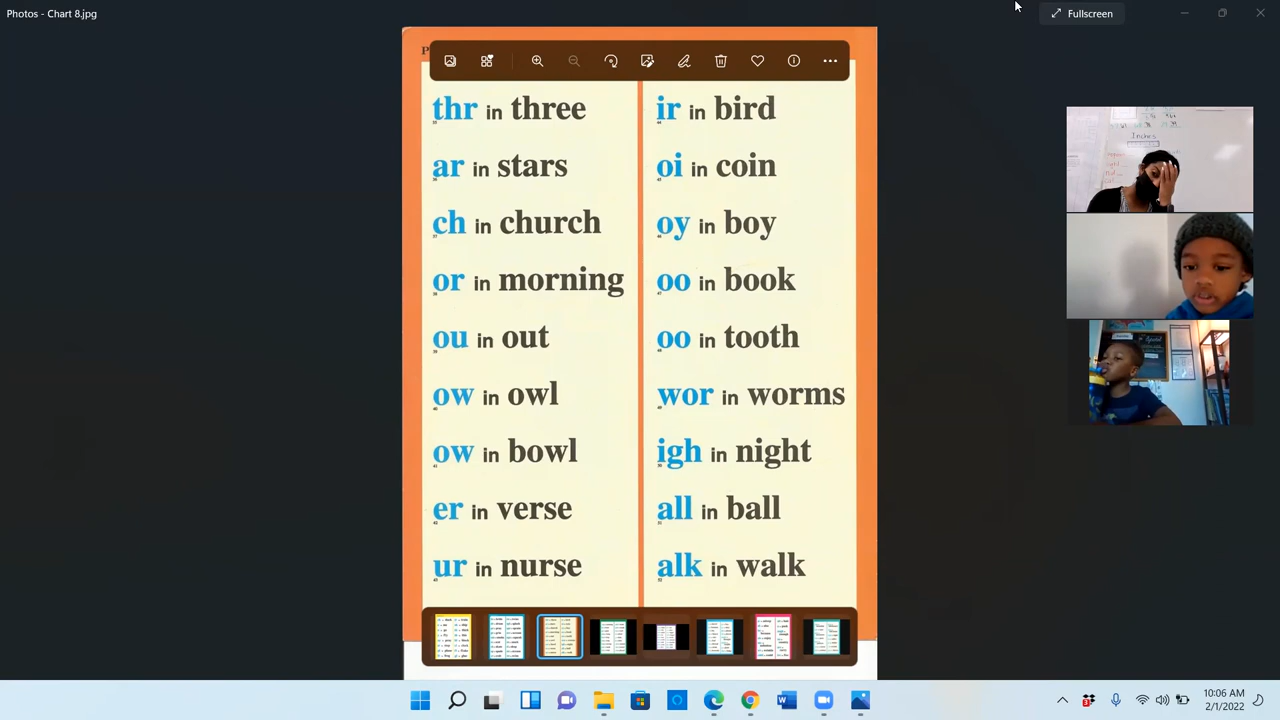 Photos - Chart 8.jpg
Fullscreen
P
thr in three
ar in stars
ch in church
or in morning
ou in out
ow in owl
ow in bowl
er in verse
ur in nurse
ir in bird
oi in coin
oy in boy
oo in book
oo in tooth
wor in worms
igh in night
all in ball
alk in walk
Inches
10:06 AM
2/1/2022